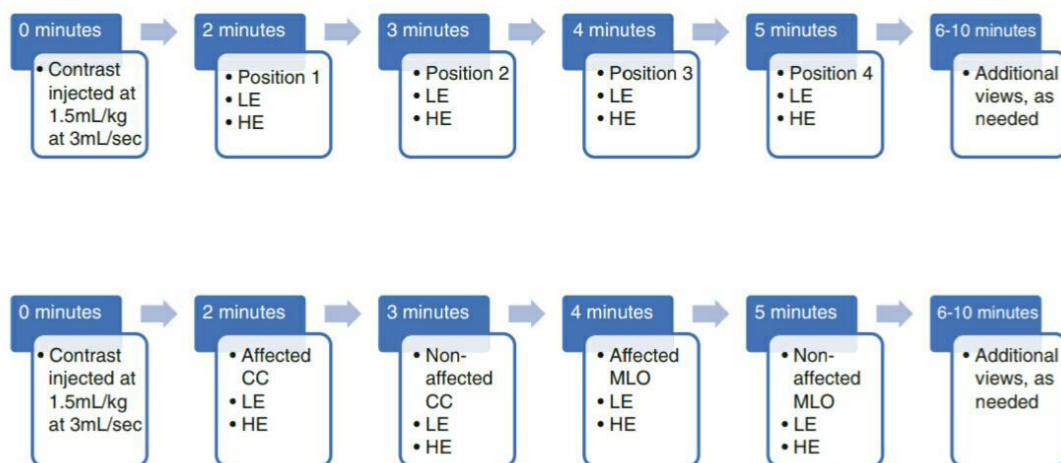 0 minutes
• Contrast
injected at
1.5mL/kg
at 3mL/sec
2 minutes
• Position 1
• LE
• HE
3 minutes
• Position 2
• LE
• HE
4 minutes
• Position 3
• LE
• HE
5 minutes
• Position 4
• LE
• HE
6-10 minutes
• Additional
views, as
needed
0 minutes
• Contrast
injected at
1.5mL/kg
at 3mL/sec
2 minutes
• Affected
CC
• LE
• HE
3 minutes
• Non-
affected
CC
• LE
• HE
4 minutes
• Affected
MLO
• LE
• HE
5 minutes
• Non-
affected
MLO
• LE
• HE
6-10 minutes
• Additional
views, as
needed